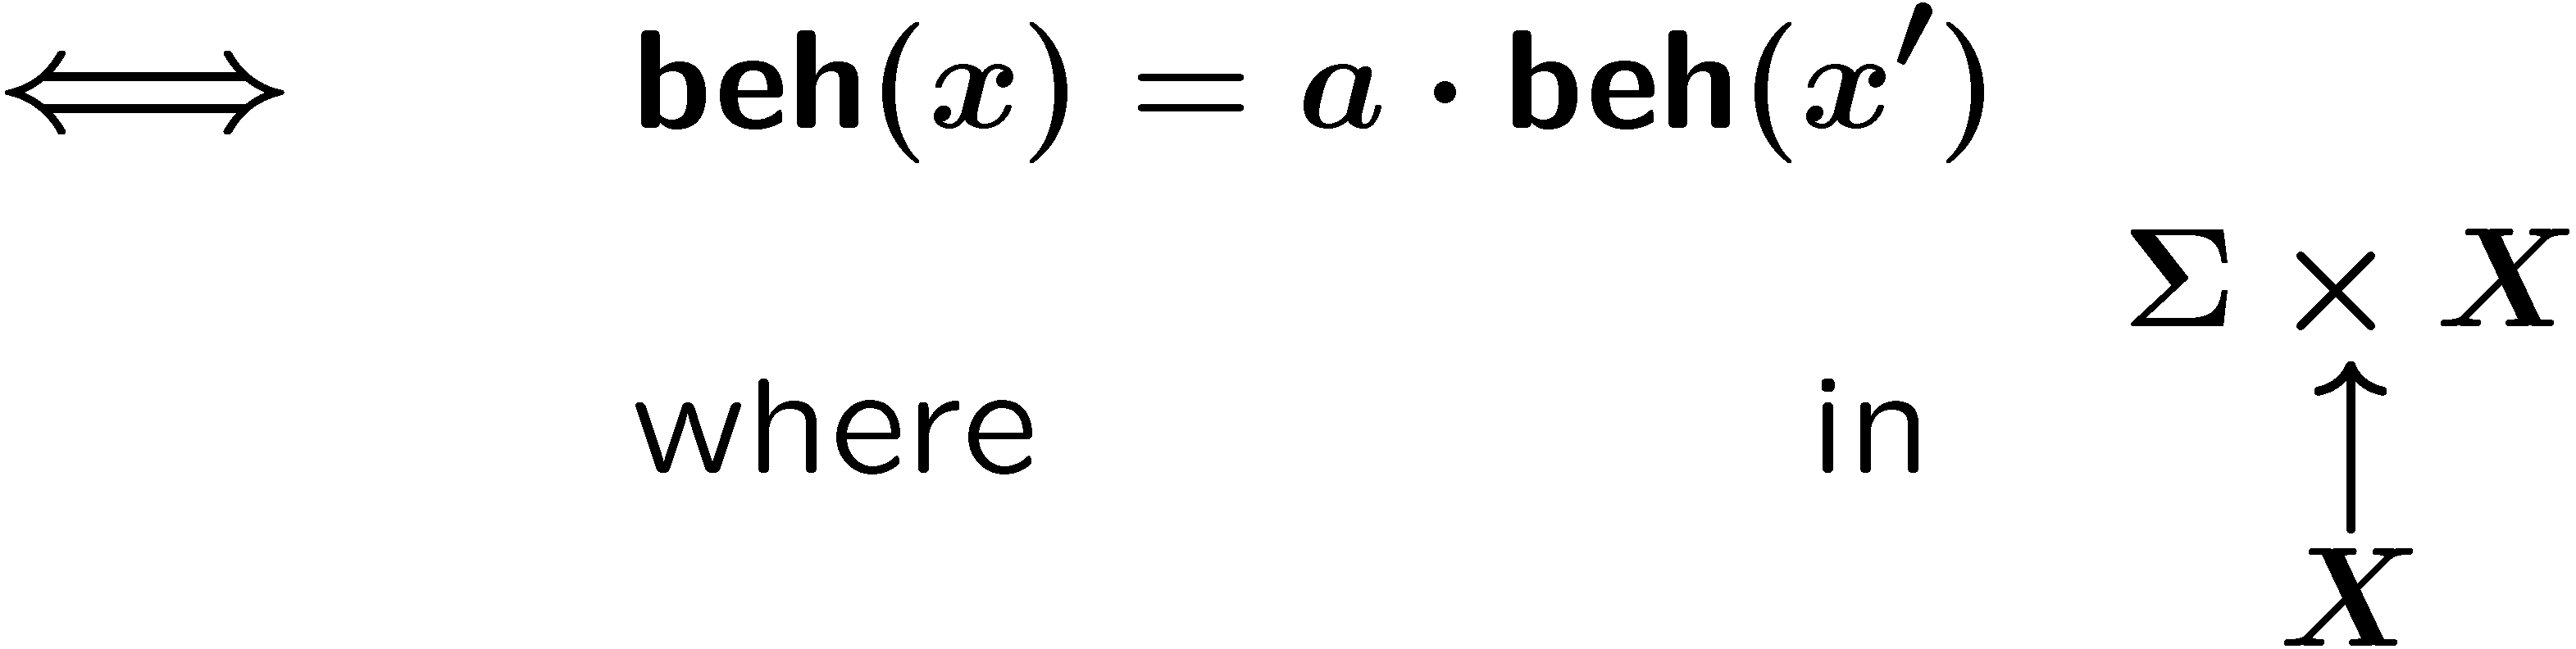 ⟺ beh(x) = a · beh(x′)
Σ × X
where in ↑
X